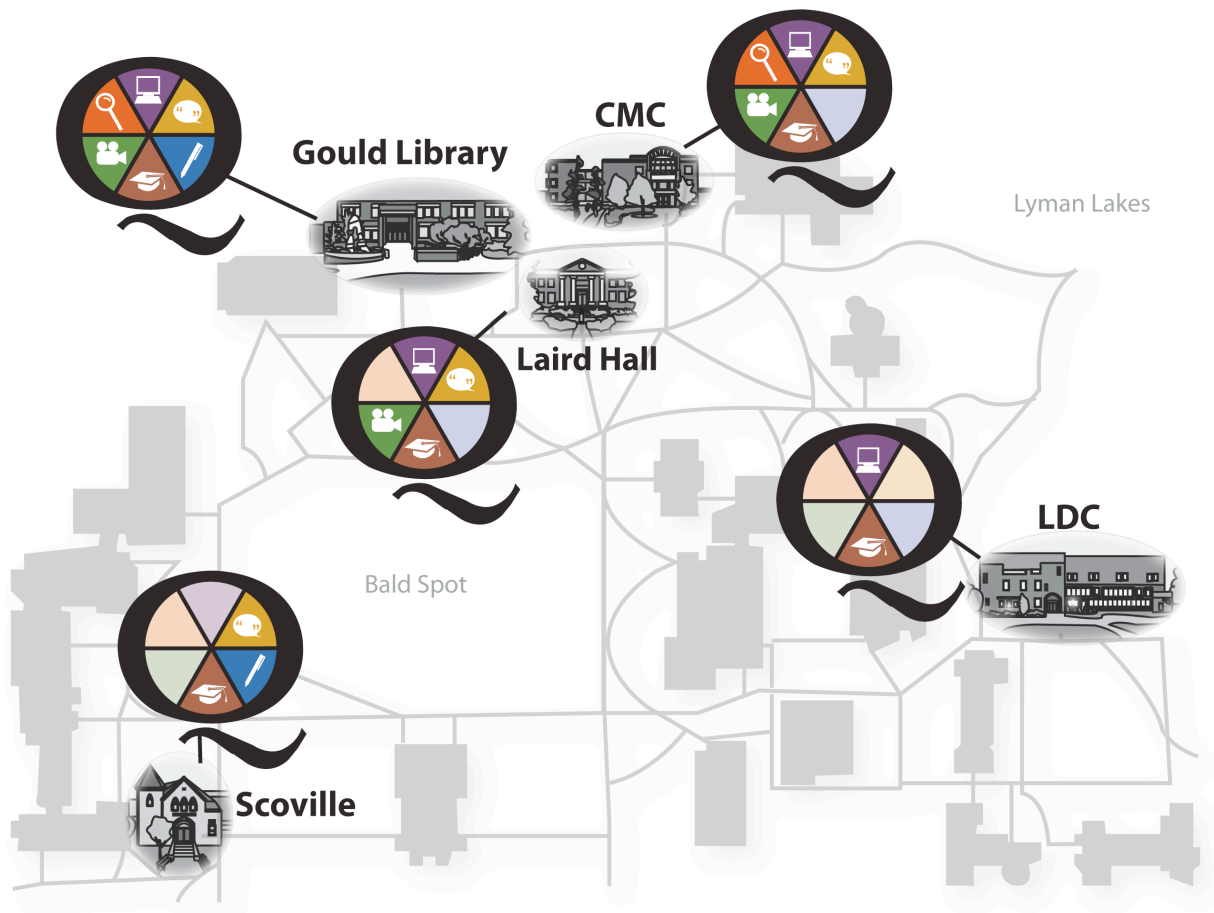 CMC
Gould Library
Lyman Lakes
Laird Hall
LDC
Bald Spot
Scoville